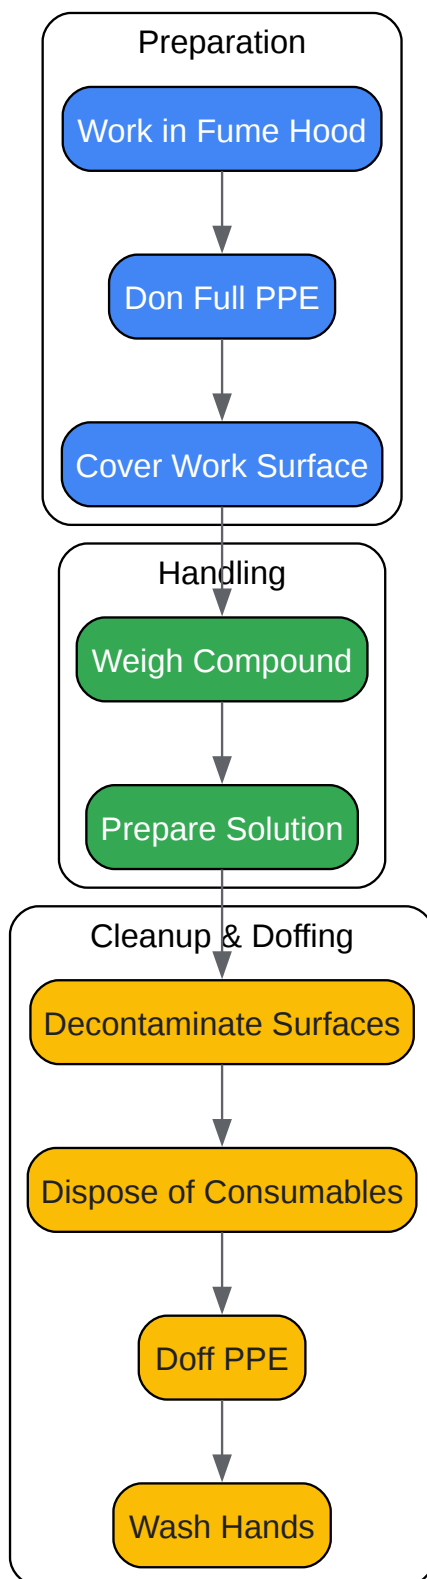 Preparation
Work in Fume Hood
Don Full PPE
Cover Work Surface
Handling
Weigh Compound
Prepare Solution
Cleanup & Doffing
Decontaminate Surfaces
Dispose of Consumables
Doff PPE
Wash Hands